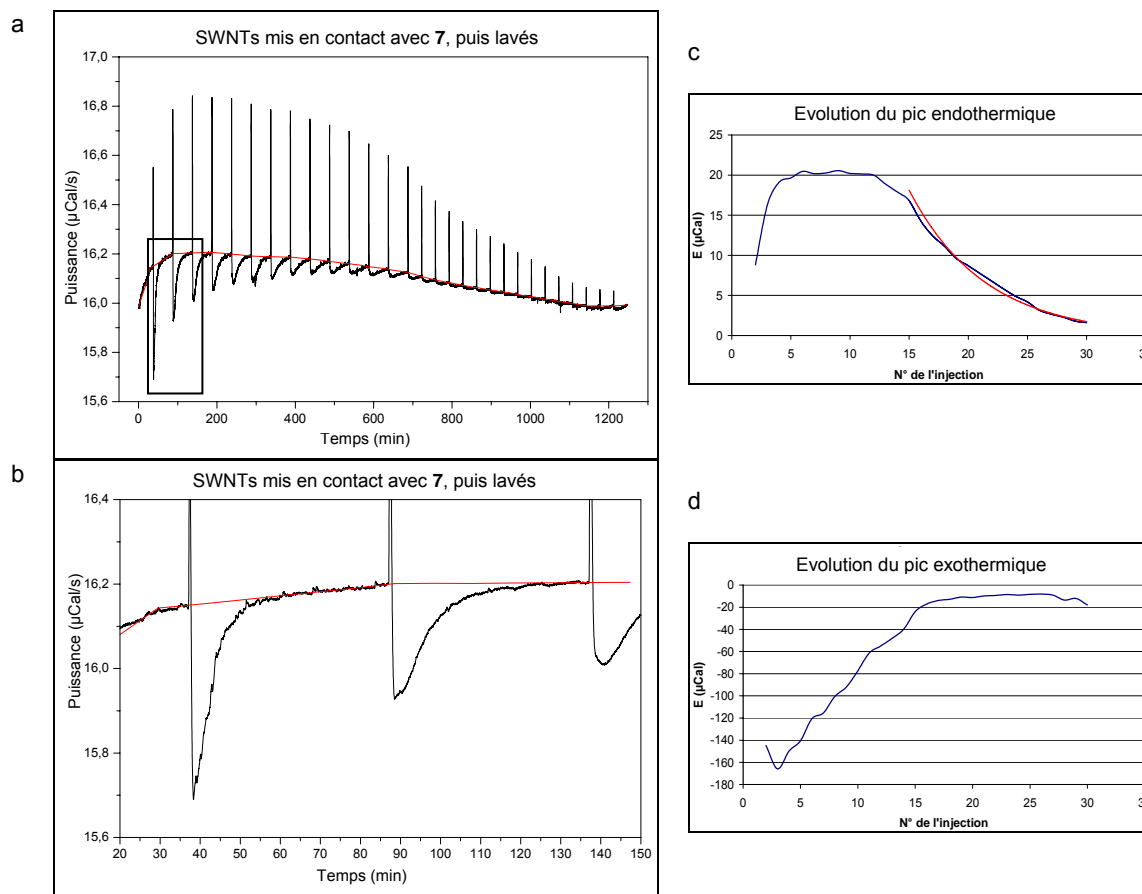 a
SWNTs mis en contact avec 7, puis lavés
17,0
16,8
16,6
16,4
16,2
16,0
15,8
15,6
Puissance (µCal/s)
0 200 400 600 800 1000 1200
Temps (min)
b
SWNTs mis en contact avec 7, puis lavés
16,4
16,2
16,0
15,8
15,6
Puissance (µCal/s)
20 30 40 50 60 70 80 90 100 110 120 130 140 150
Temps (min)
c
Evolution du pic endothermique
25
20
15
10
5
0
E (µCal)
0 5 10 15 20 25 30
N° de l'injection
d
Evolution du pic exothermique
0
-20
-40
-60
-80
-100
-120
-140
-160
-180
E (µCal)
0 5 10 15 20 25 30
N° de l'injection